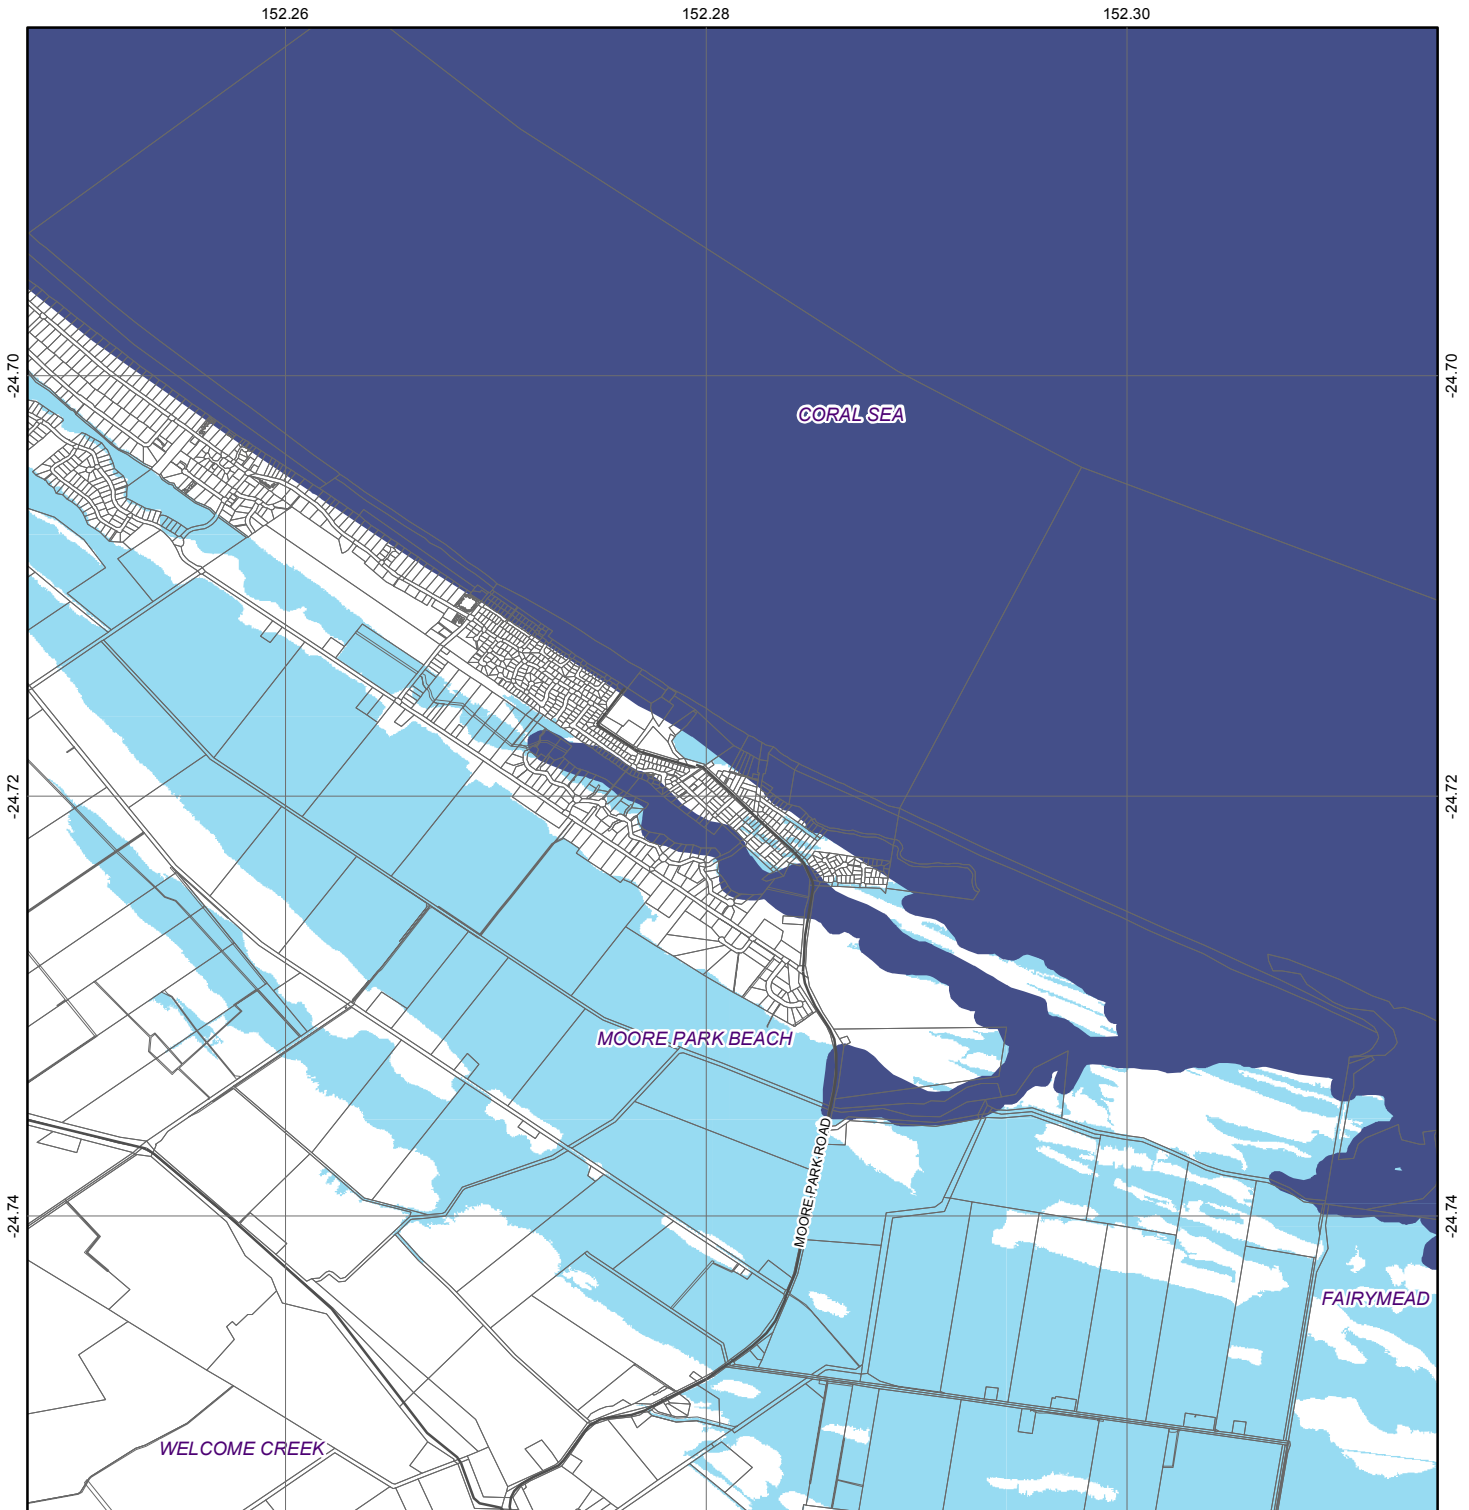 152.26
152.28
152.30
-24.70
-24.70
CORAL SEA
-24.72
-24.72
MOORE PARK BEACH
MOORE PARK ROAD
-24.74
-24.74
FAIRYMEAD
WELCOME CREEK